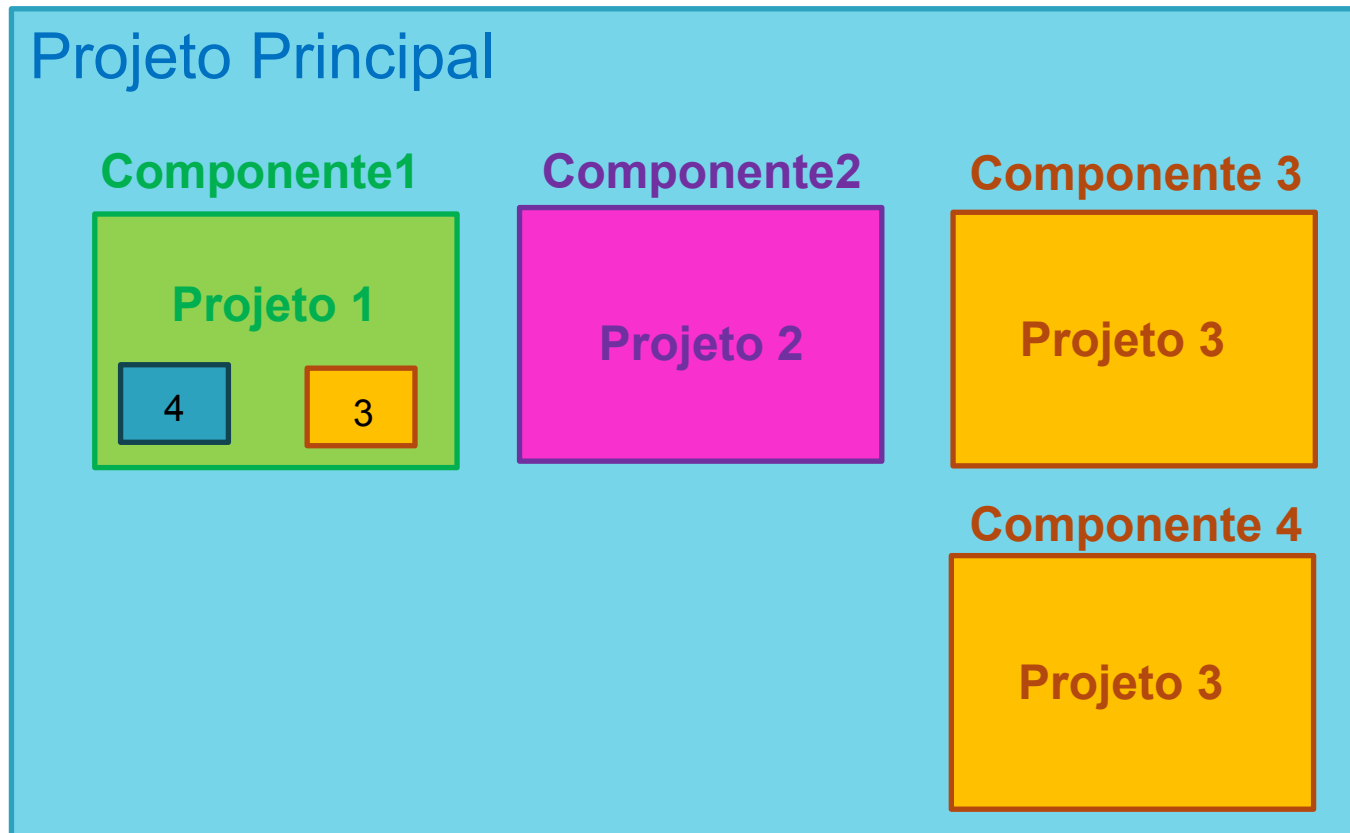 Projeto Principal
Componente1
Componente2
Componente 3
Projeto 1
Projeto 2
Projeto 3
4
3
Componente 4
Projeto 3